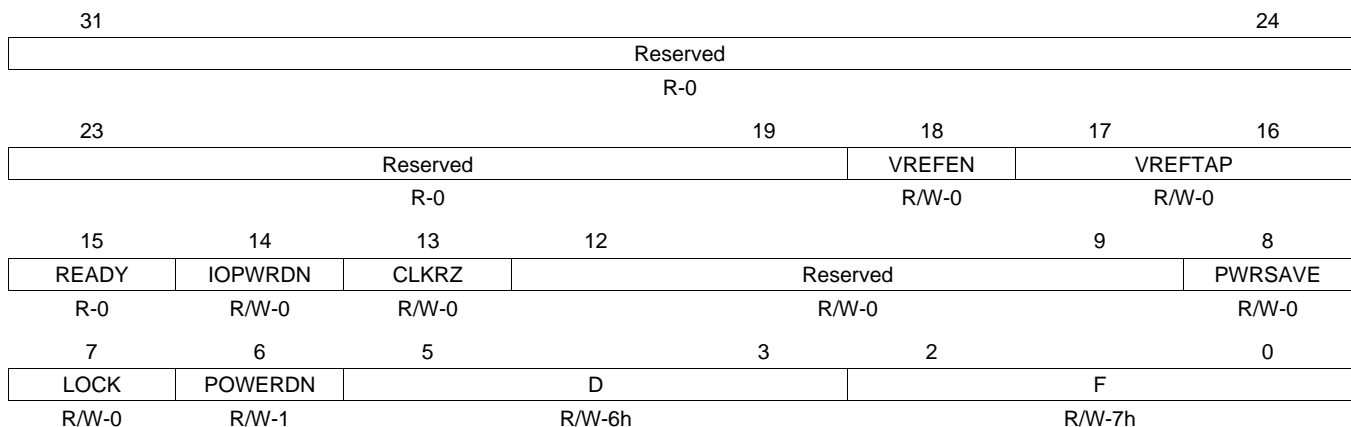 31 24
Reserved
R-0
23 19 18 17 16
Reserved VREFEN VREFTAP
R-0 R/W-0 R/W-0
15 14 13 12 9 8
READY IOPWRDN CLKRZ Reserved PWRSAVE
R-0 R/W-0 R/W-0 R/W-0 R/W-0
7 6 5 3 2 0
LOCK POWERDN D F
R/W-0 R/W-1 R/W-6h R/W-7h